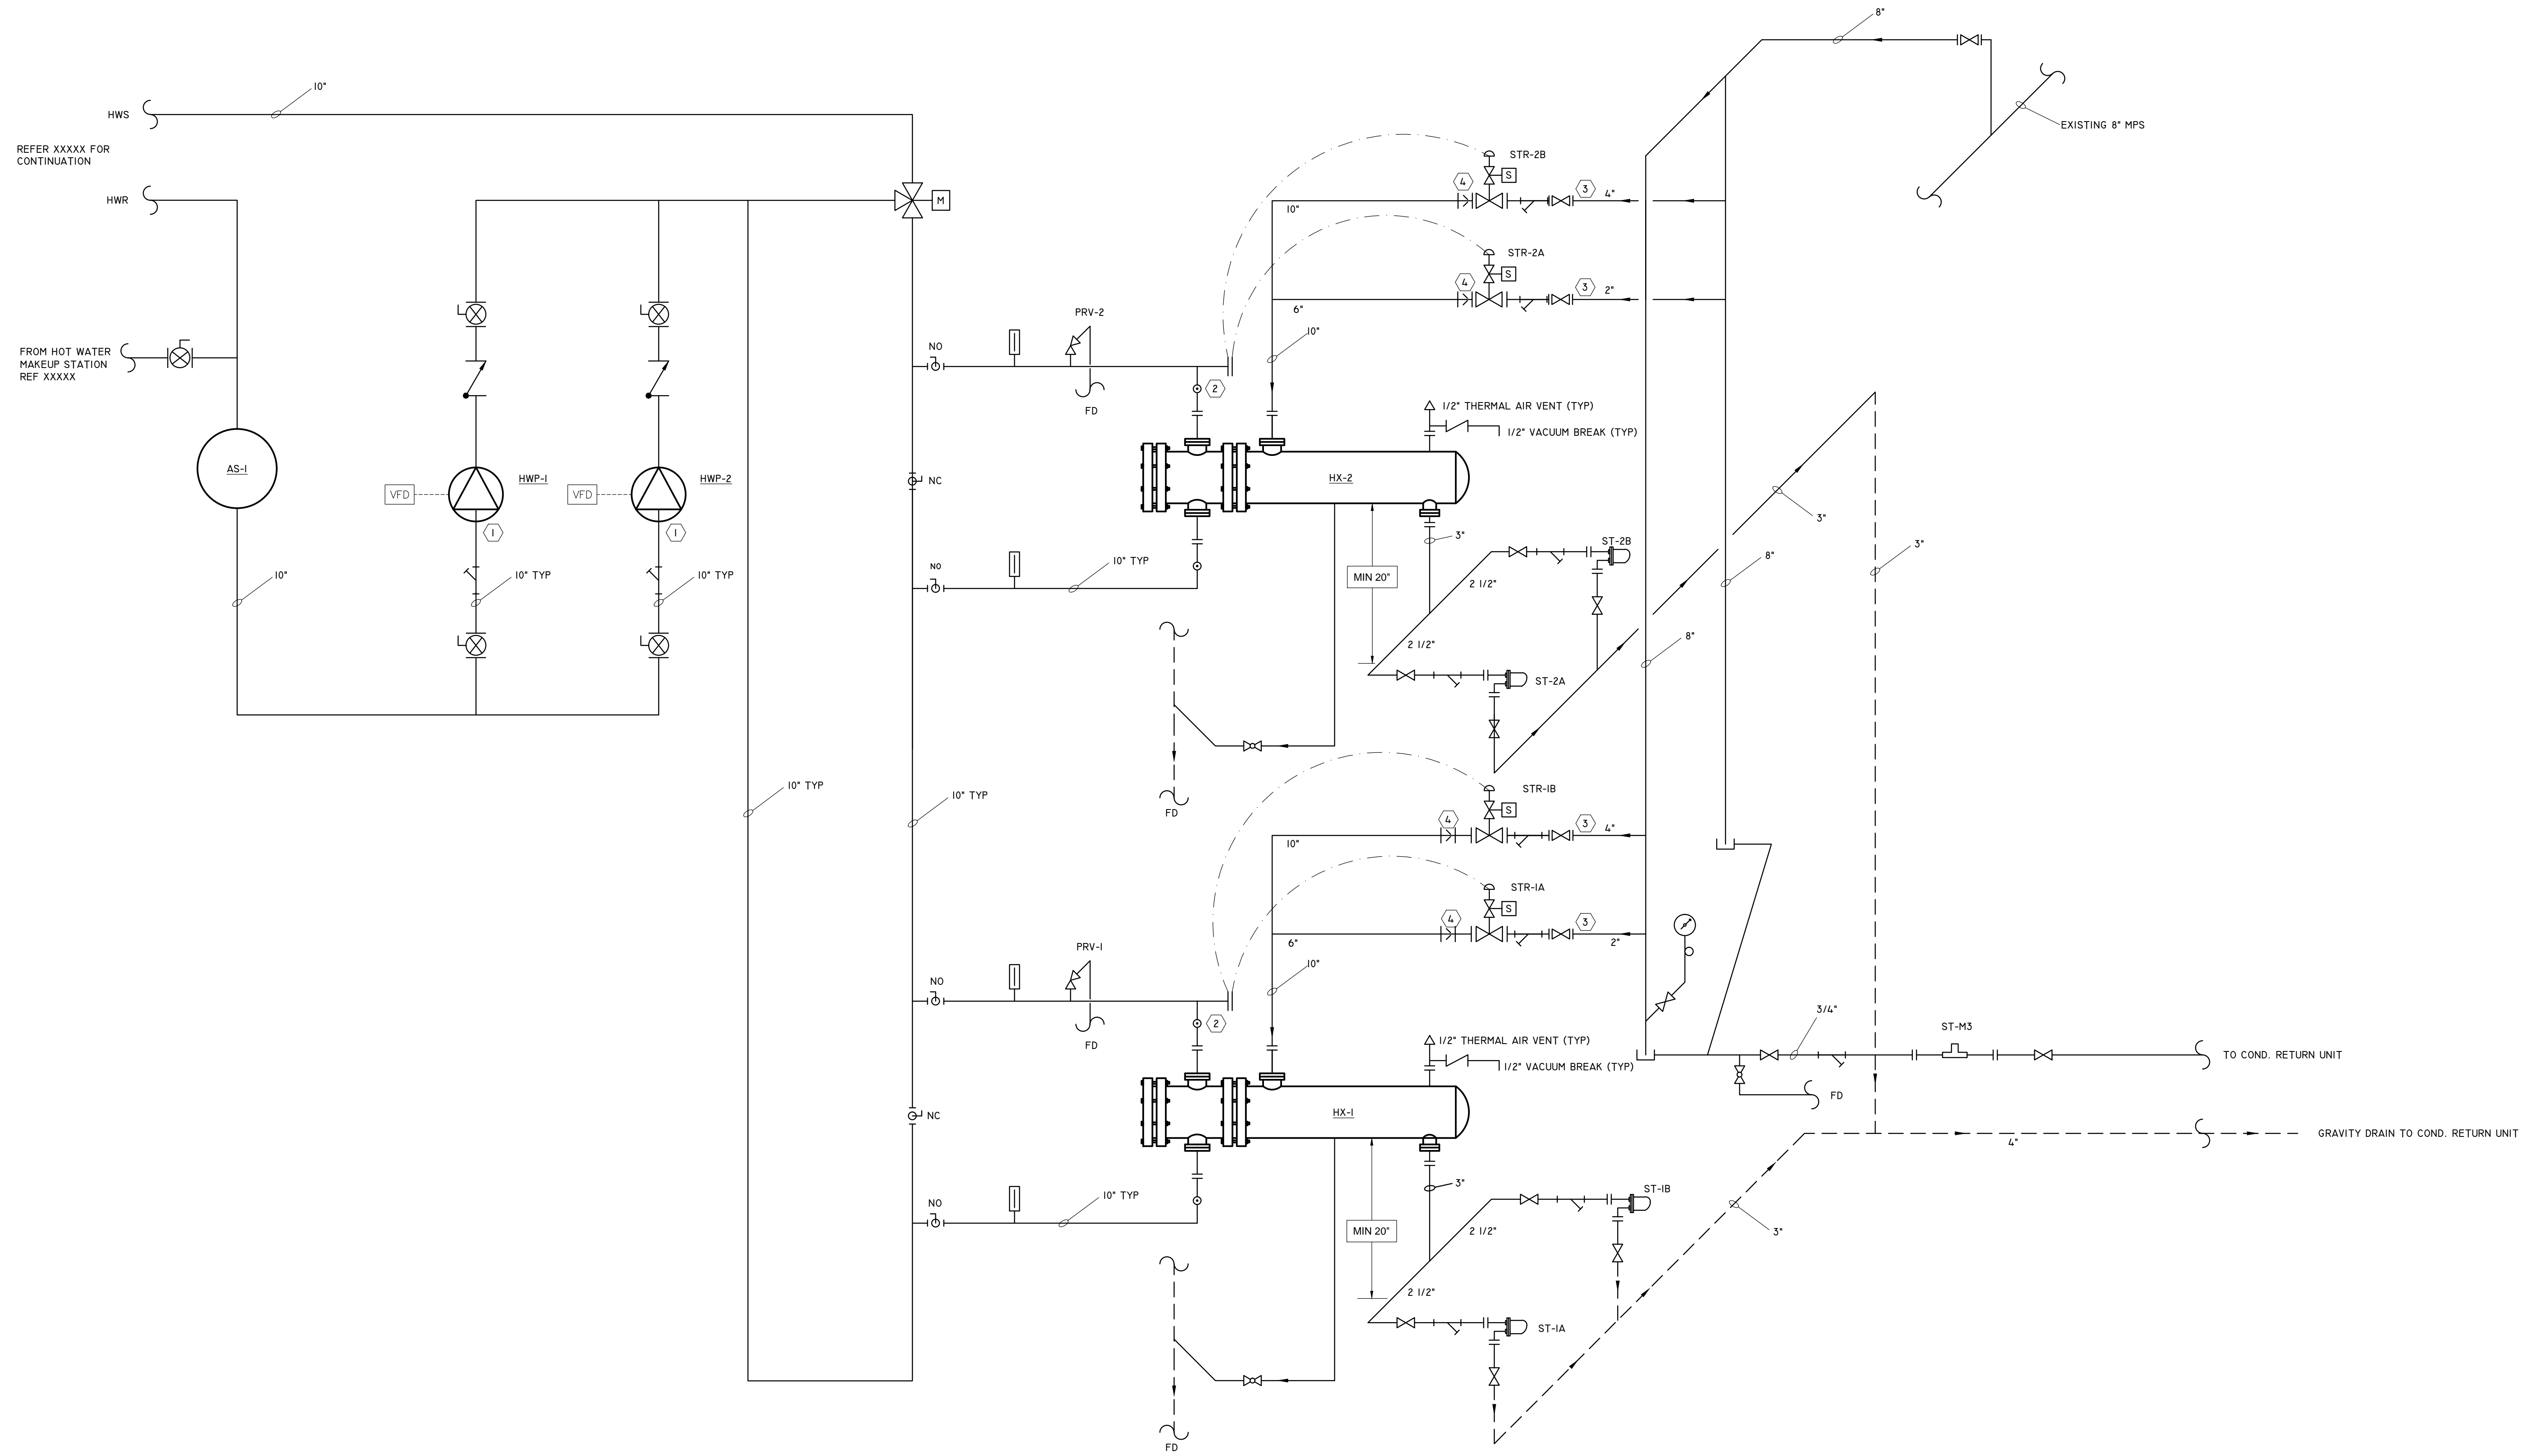 8"
10"
HWS
EXISTING 8" MPS
REFER XXXXX FOR
CONTINUATION
STR-2B
S
4
3
4"
HWR
M
10"
STR-2A
S
4
3
2"
6"
PRV-2
10"
NO
FROM HOT WATER
MAKEUP STATION
REF XXXXX
2
FD
1/2" THERMAL AIR VENT (TYP)
1/2" VACUUM BREAK (TYP)
AS-1
HWP-1
HWP-2
HX-2
NC
VFD
VFD
3"
1
1
3"
ST-2B
3"
NO
10"
10" TYP
10" TYP
10" TYP
MIN 20"
2 1/2"
8"
8"
2 1/2"
ST-2A
10" TYP
10" TYP
FD
STR-1B
S
4
3
4"
10"
STR-1A
S
4
3
2"
6"
PRV-1
10"
NO
2
3/4"
ST-M3
FD
1/2" THERMAL AIR VENT (TYP)
1/2" VACUUM BREAK (TYP)
TO COND. RETURN UNIT
FD
HX-1
NC
GRAVITY DRAIN TO COND. RETURN UNIT
4"
3"
ST-1B
10" TYP
NO
MIN 20"
2 1/2"
3"
2 1/2"
ST-1A
FD